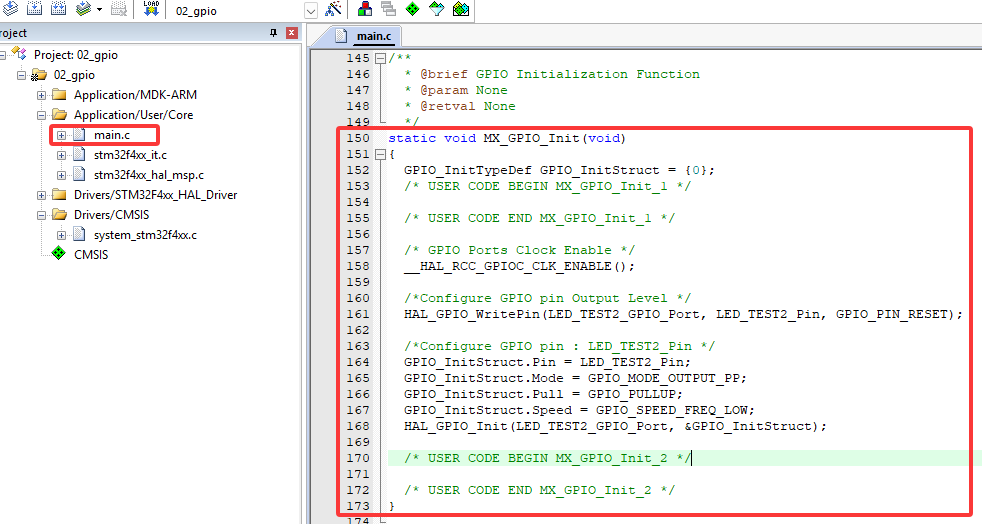 LOAD
02_gpio
roject
Project: 02_gpio
02_gpio
Application/MDK-ARM
Application/User/Core
main.c
stm32f4xx_it.c
stm32f4xx_hal_msp.c
Drivers/STM32F4xx_HAL_Driver
Drivers/CMSIS
system_stm32f4xx.c
CMSIS
main.c
145 /**
146 * @brief GPIO Initialization Function
147 * @param None
148 * @retval None
149 */
150 static void MX_GPIO_Init(void)
151 {
152 GPIO_InitTypeDef GPIO_InitStruct = {0};
153 /* USER CODE BEGIN MX_GPIO_Init_1 */
154
155 /* USER CODE END MX_GPIO_Init_1 */
156
157 /* GPIO Ports Clock Enable */
158 __HAL_RCC_GPIOC_CLK_ENABLE();
159
160 /*Configure GPIO pin Output Level */
161 HAL_GPIO_WritePin(LED_TEST2_GPIO_Port, LED_TEST2_Pin, GPIO_PIN_RESET);
162
163 /*Configure GPIO pin : LED_TEST2_Pin */
164 GPIO_InitStruct.Pin = LED_TEST2_Pin;
165 GPIO_InitStruct.Mode = GPIO_MODE_OUTPUT_PP;
166 GPIO_InitStruct.Pull = GPIO_PULLUP;
167 GPIO_InitStruct.Speed = GPIO_SPEED_FREQ_LOW;
168 HAL_GPIO_Init(LED_TEST2_GPIO_Port, &GPIO_InitStruct);
169
170 /* USER CODE BEGIN MX_GPIO_Init_2 */
171
172 /* USER CODE END MX_GPIO_Init_2 */
173 }
174